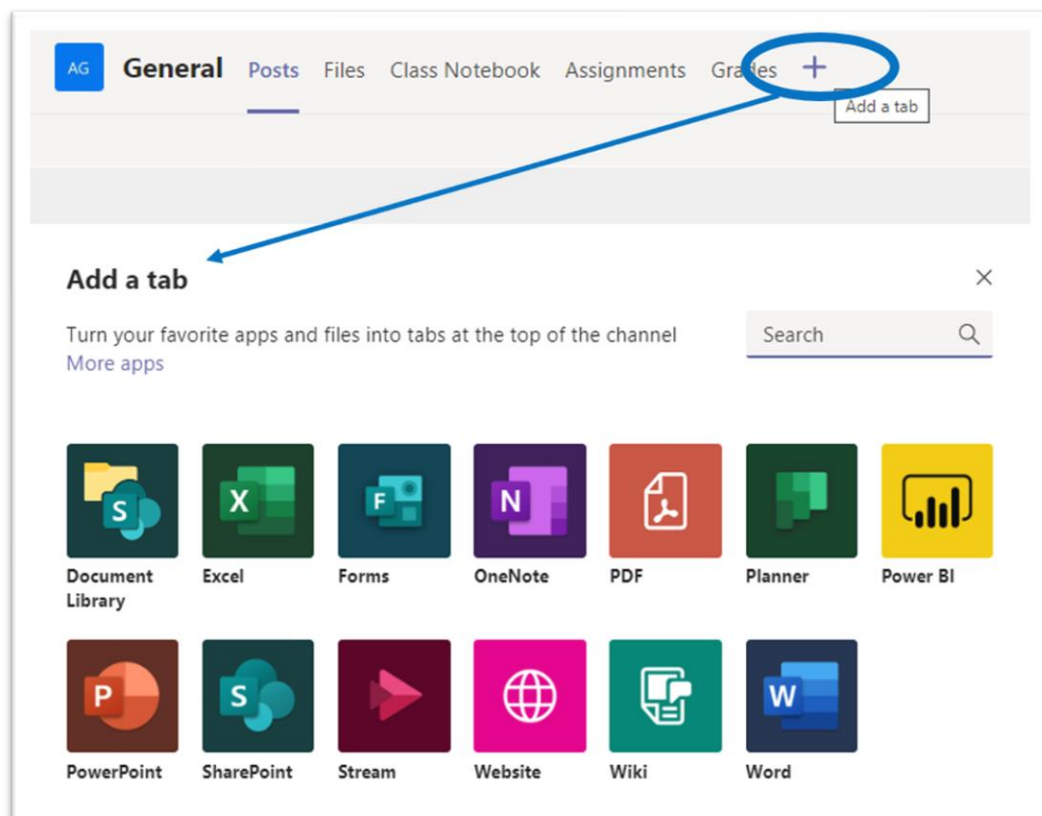 AG General Posts Files Class Notebook Assignments Grades +
Add a tab
Add a tab
Turn your favorite apps and files into tabs at the top of the channel Search
More apps
S X F N
Document Excel Forms OneNote PDF Planner Power BI
Library
P S W
PowerPoint SharePoint Stream Website Wiki Word